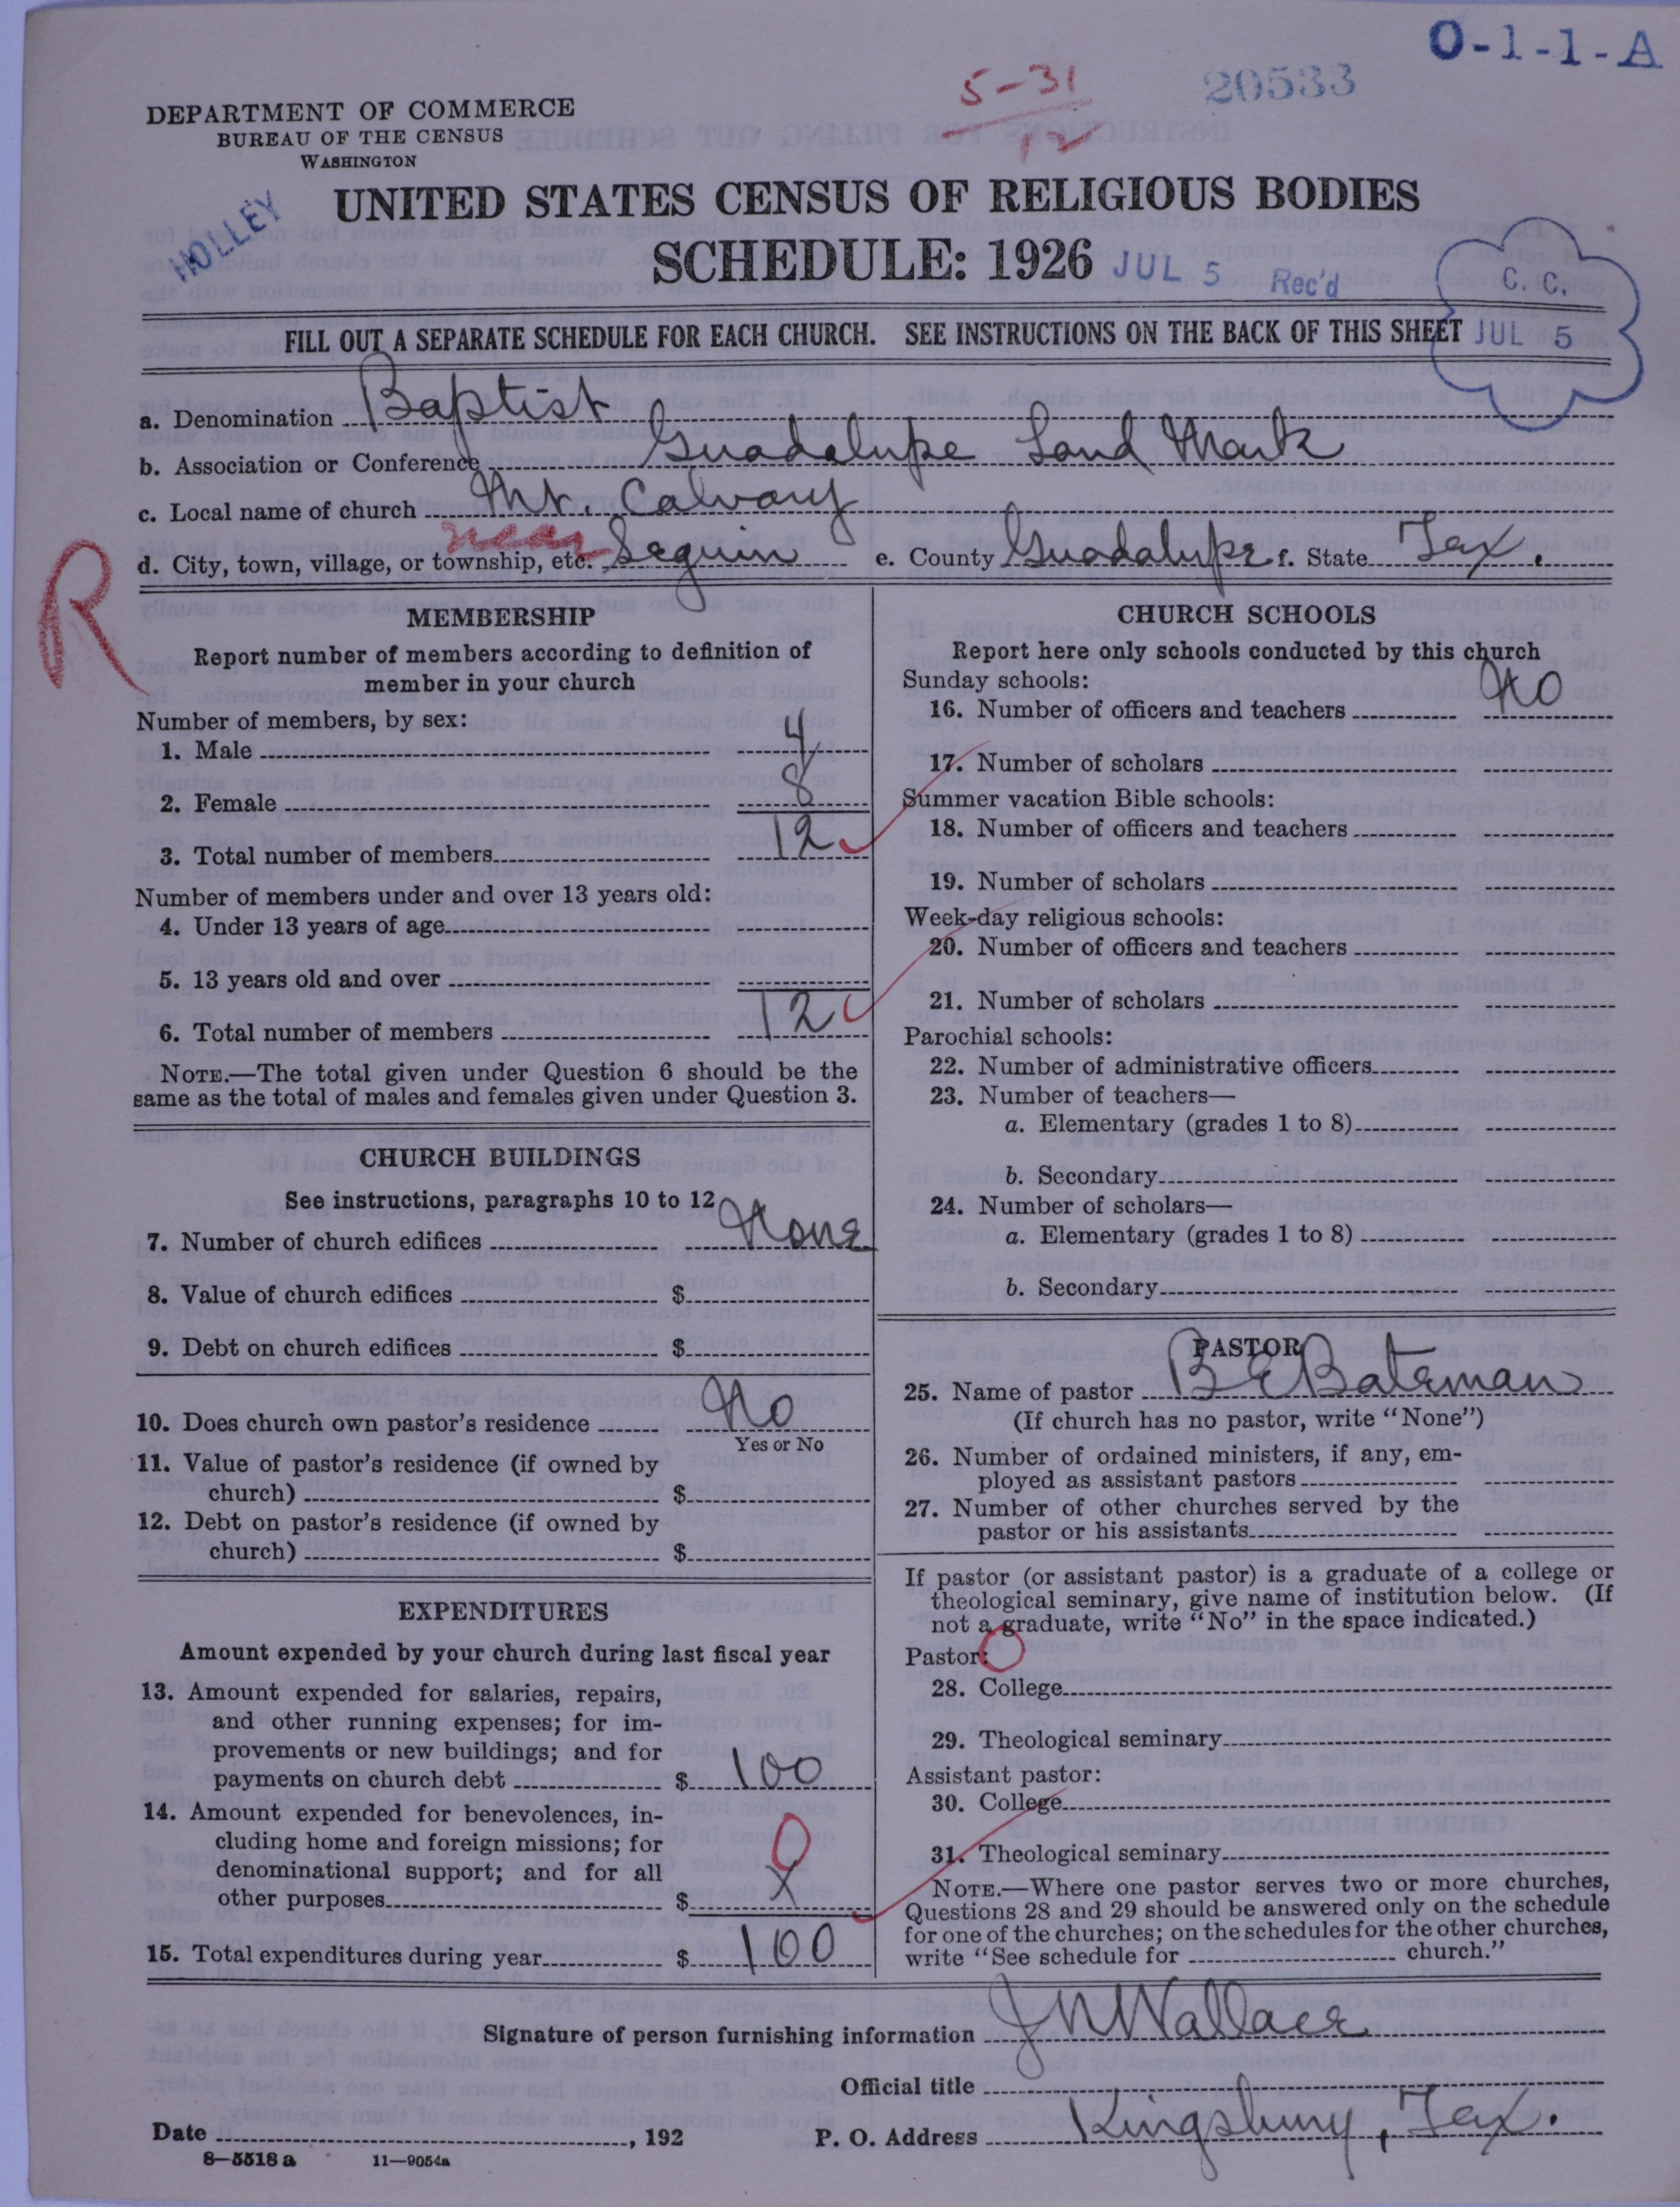 O-1-1-A
5-31
12
20533
DEPARTMENT OF COMMERCE
BUREAU OF THE CENSUS
WASHINGTON
HOLLEY
UNITED STATES CENSUS OF RELIGIOUS BODIES
SCHEDULE: 1926
JUL 5 Rec'd
C. C.
JUL 5
FILL OUT A SEPARATE SCHEDULE FOR EACH CHURCH. SEE INSTRUCTIONS ON THE BACK OF THIS SHEET
a. Denomination Baptist
b. Association or Conference Guadalupe Land Mark
c. Local name of church Mt. Calvary
d. City, town, village, or township, etc. near Seguin e. County Guadalupe f. State Tex.
R
MEMBERSHIP
Report number of members according to definition of
member in your church
Number of members, by sex:
1. Male 4
2. Female 8
3. Total number of members 12
Number of members under and over 13 years old:
4. Under 13 years of age
5. 13 years old and over
6. Total number of members 12
NOTE.—The total given under Question 6 should be the
same as the total of males and females given under Question 3.
CHURCH BUILDINGS
See instructions, paragraphs 10 to 12
7. Number of church edifices None
8. Value of church edifices $
9. Debt on church edifices $
10. Does church own pastor's residence No
Yes or No
11. Value of pastor's residence (if owned by
church) $
12. Debt on pastor's residence (if owned by
church) $
EXPENDITURES
Amount expended by your church during last fiscal year
13. Amount expended for salaries, repairs,
and other running expenses; for im-
provements or new buildings; and for
payments on church debt $ 100
14. Amount expended for benevolences, in-
cluding home and foreign missions; for
denominational support; and for all
other purposes $ 0 X
15. Total expenditures during year $ 100
CHURCH SCHOOLS
Report here only schools conducted by this church
Sunday schools:
16. Number of officers and teachers No
17. Number of scholars
Summer vacation Bible schools:
18. Number of officers and teachers
19. Number of scholars
Week-day religious schools:
20. Number of officers and teachers
21. Number of scholars
Parochial schools:
22. Number of administrative officers
23. Number of teachers—
a. Elementary (grades 1 to 8)
b. Secondary
24. Number of scholars—
a. Elementary (grades 1 to 8)
b. Secondary
PASTOR
25. Name of pastor B E Bateman
(If church has no pastor, write "None")
26. Number of ordained ministers, if any, em-
ployed as assistant pastors
27. Number of other churches served by the
pastor or his assistants
If pastor (or assistant pastor) is a graduate of a college or
theological seminary, give name of institution below. (If
not a graduate, write "No" in the space indicated.)
Pastor: O
28. College
29. Theological seminary
Assistant pastor:
30. College
31. Theological seminary
NOTE.—Where one pastor serves two or more churches,
Questions 28 and 29 should be answered only on the schedule
for one of the churches; on the schedules for the other churches,
write "See schedule for church."
Signature of person furnishing information J N Wallace
Official title
Date , 192 P. O. Address Kingsbury, Tex.
8—5518 a 11—9054a